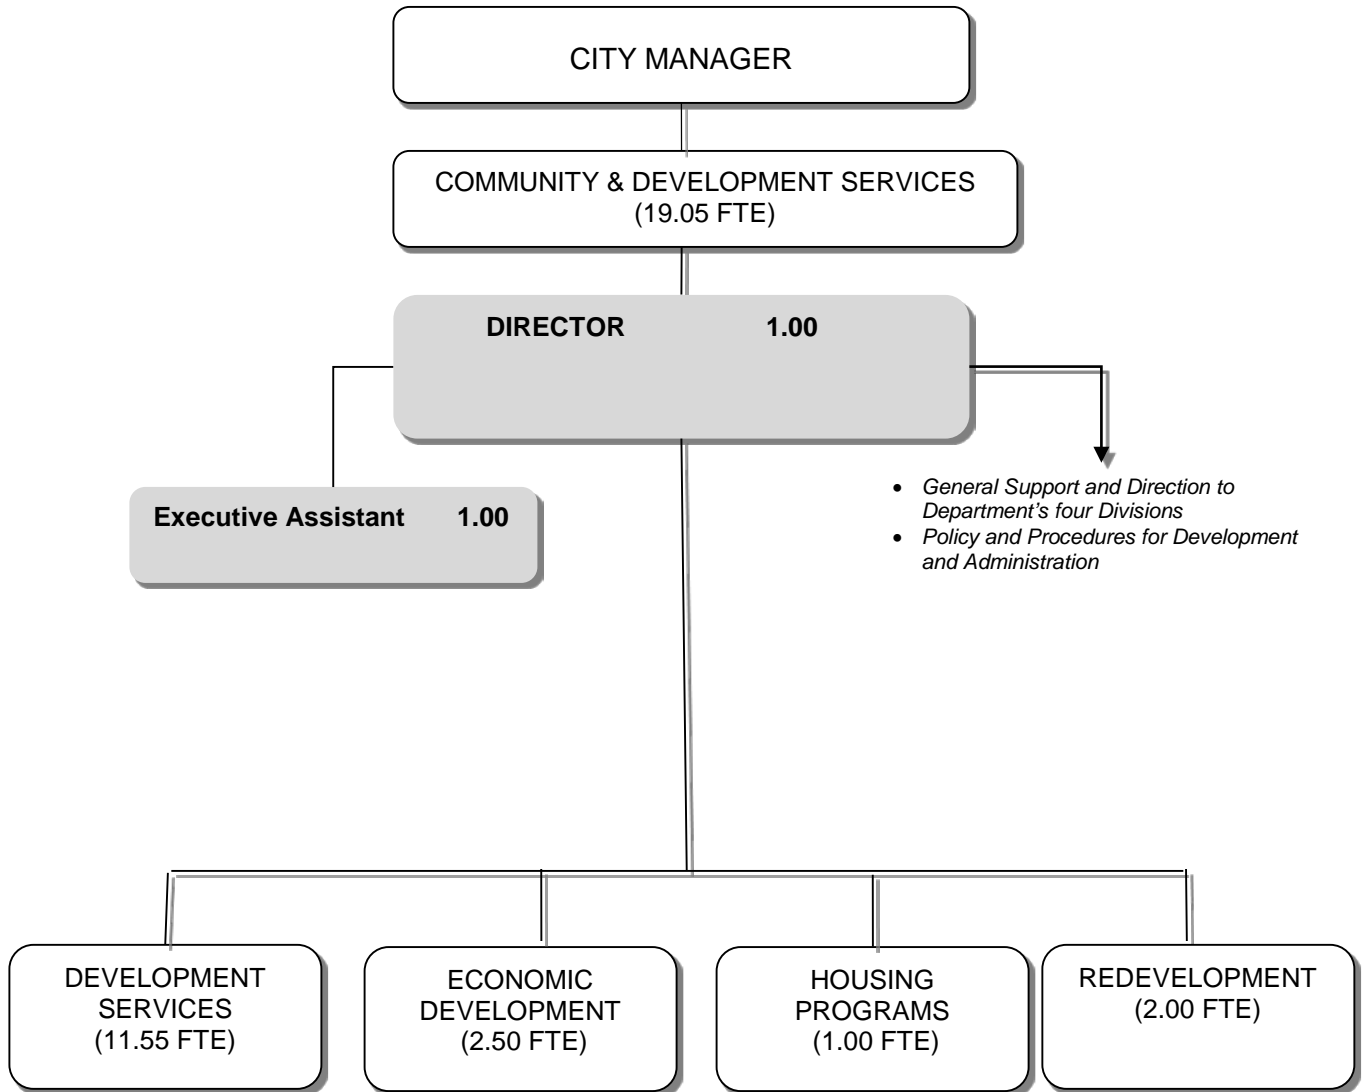 CITY MANAGER
COMMUNITY & DEVELOPMENT SERVICES
(19.05 FTE)
DIRECTOR 1.00
Executive Assistant 1.00
• General Support and Direction to
Department’s four Divisions
• Policy and Procedures for Development
and Administration
DEVELOPMENT
SERVICES
(11.55 FTE)
ECONOMIC
DEVELOPMENT
(2.50 FTE)
HOUSING
PROGRAMS
(1.00 FTE)
REDEVELOPMENT
(2.00 FTE)